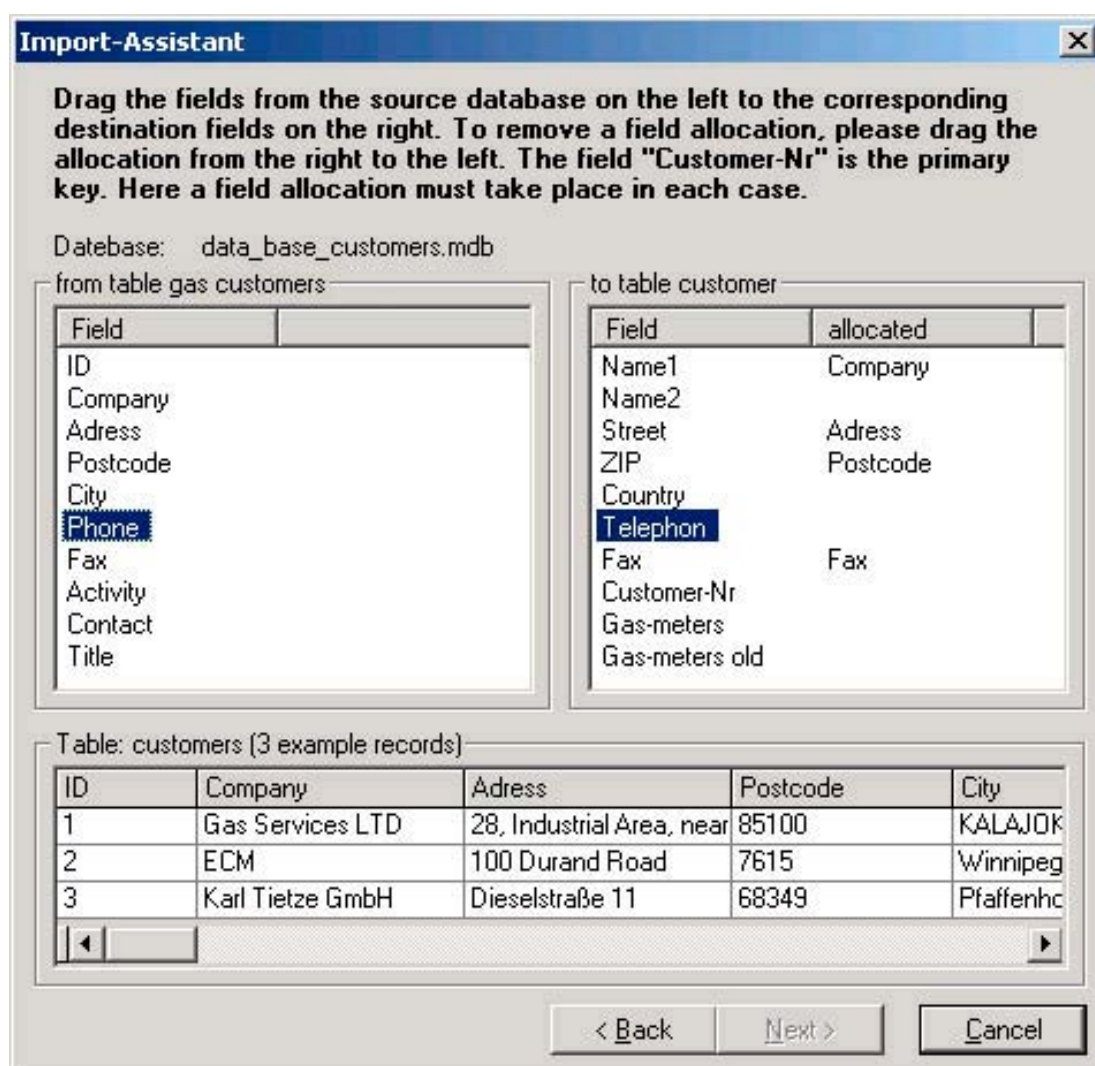 Import-Assistant
Drag the fields from the source database on the left to the corresponding
destination fields on the right. To remove a field allocation, please drag the
allocation from the right to the left. The field "Customer-Nr" is the primary
key. Here a field allocation must take place in each case.
Datebase: data_base_customers.mdb
from table gas customers
Field
ID
Company
Adress
Postcode
City
Phone
Fax
Activity
Contact
Title
to table customer
Field allocated
Name1 Company
Name2
Street Adress
ZIP Postcode
Country
Telephon
Fax Fax
Customer-Nr
Gas-meters
Gas-meters old
Table: customers (3 example records)
ID Company Adress Postcode City
1 Gas Services LTD 28, Industrial Area, near 85100 KALAJOK
2 ECM 100 Durand Road 7615 Winnipeg
3 Karl Tietze GmbH Dieselstraße 11 68349 Pfaffenho
< Back Next > Cancel